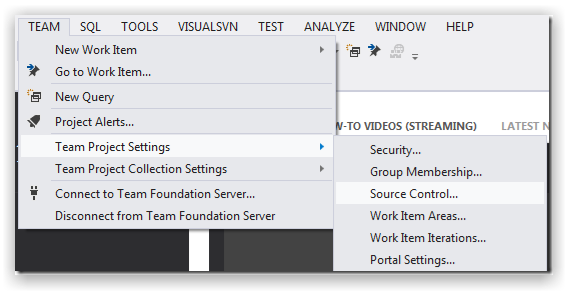 TEAM SQL TOOLS VISUALSVN TEST ANALYZE WINDOW HELP
New Work Item
Go to Work Item...
New Query
Project Alerts...
W-TO VIDEOS (STREAMING) LATEST N
Team Project Settings
Security...
Team Project Collection Settings
Group Membership...
Connect to Team Foundation Server...
Source Control...
Disconnect from Team Foundation Server
Work Item Areas...
Work Item Iterations...
Portal Settings...